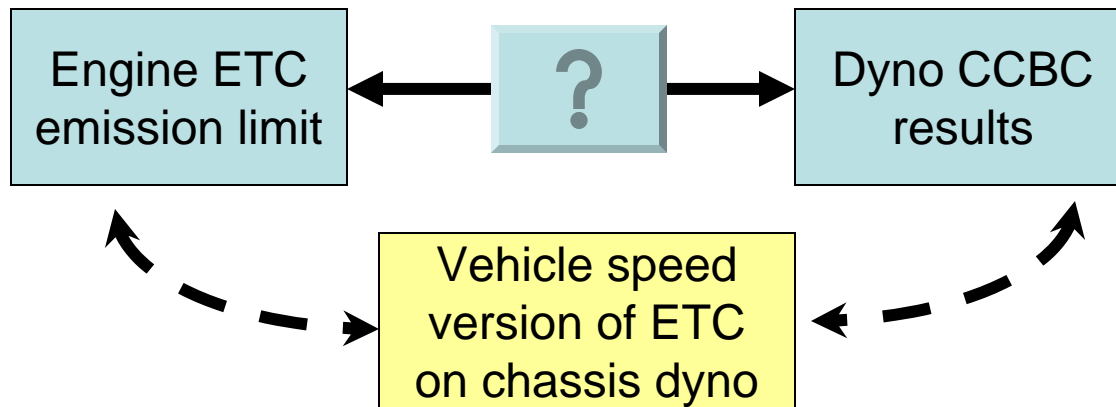 Engine ETC
emission limit
?
Dyno CCBC
results
Vehicle speed
version of ETC
on chassis dyno